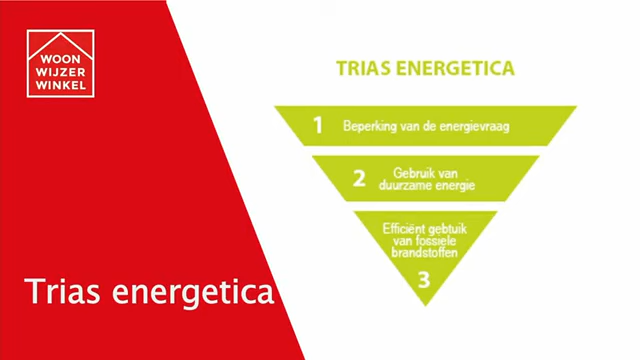 WOON
WIJZER
WINKEL
Trias energetica
TRIAS ENERGETICA
1 Beperking van de energievraag
2 Gebruik van
duurzame energie
Efficiënt gebtuik
van fossiele
brandstoffen
3